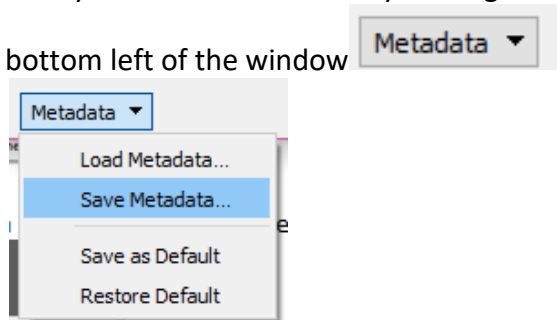 bottom left of the window Metadata
Metadata
Load Metadata...
Save Metadata...
Save as Default
Restore Default